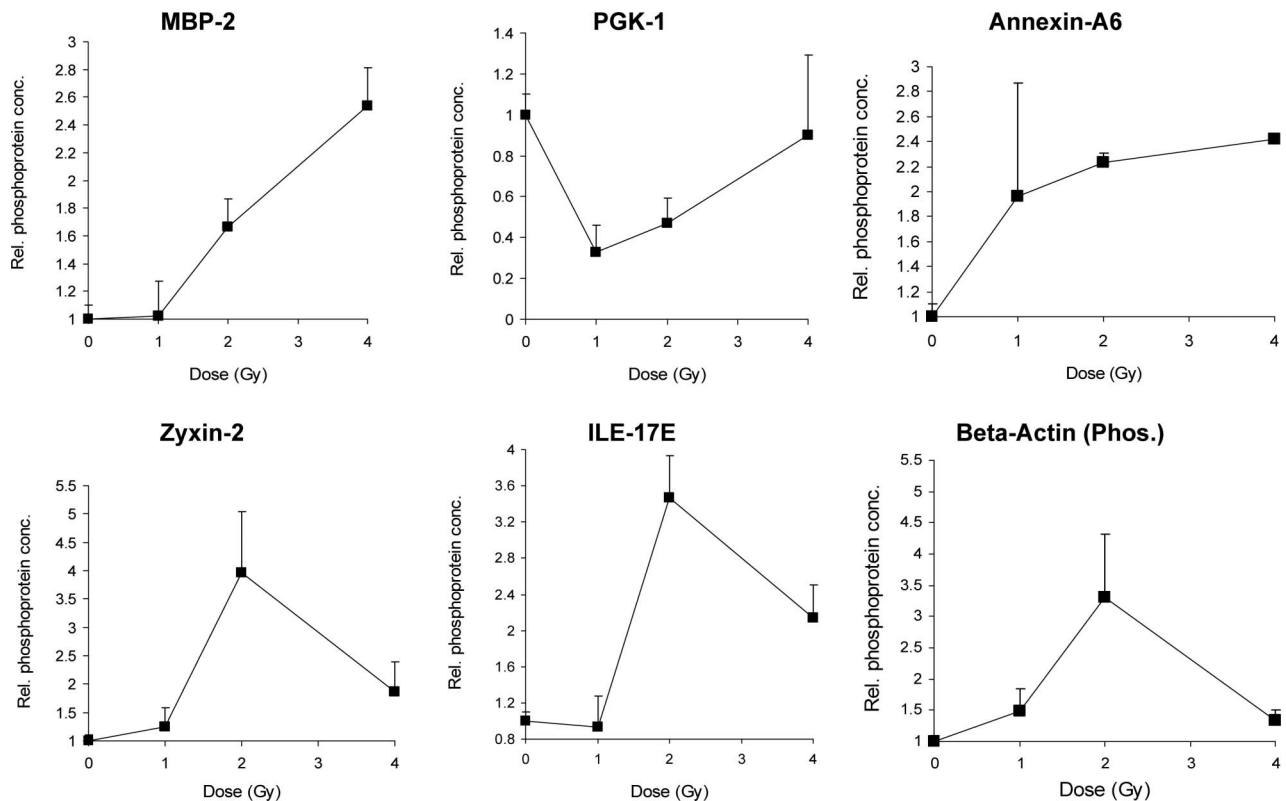 MBP-2
Rel. phosphoprotein conc.
3
2.8
2.6
2.4
2.2
2
1.8
1.6
1.4
1.2
1
0 1 2 3 4
Dose (Gy)
PGK-1
Rel. phosphoprotein conc.
1.4
1.2
1
0.8
0.6
0.4
0.2
0
0 1 2 3 4
Dose (Gy)
Annexin-A6
Rel. phosphoprotein conc.
3
2.8
2.6
2.4
2.2
2
1.8
1.6
1.4
1.2
1
0 1 2 3 4
Dose (Gy)
Zyxin-2
Rel. phosphoprotein conc.
5.5
5
4.5
4
3.5
3
2.5
2
1.5
1
0 1 2 3 4
Dose (Gy)
ILE-17E
Rel. phosphoprotein conc.
4
3.6
3.2
2.8
2.4
2
1.6
1.2
0.8
0 1 2 3 4
Dose (Gy)
Beta-Actin (Phos.)
Rel. phosphoprotein conc.
5.5
5
4.5
4
3.5
3
2.5
2
1.5
1
0 1 2 3 4
Dose (Gy)